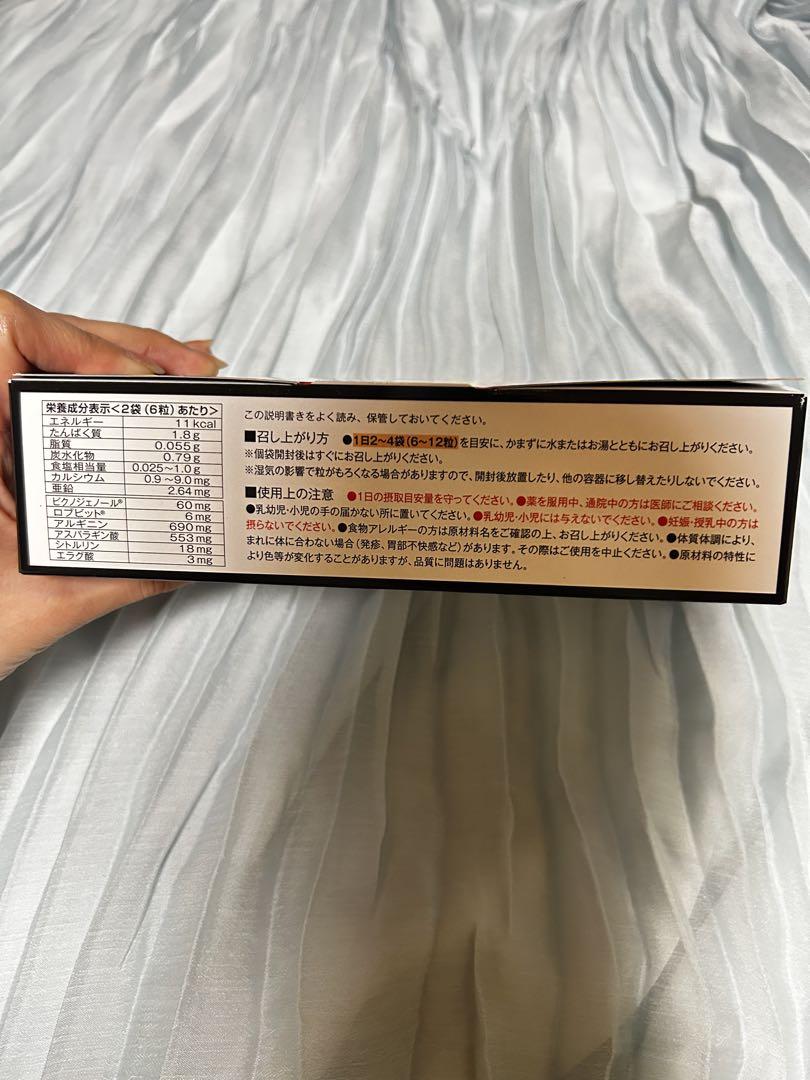 栄養成分表示<2袋(6粒)あたり>
エネルギー 11kcal
たんぱく質 1.8g
脂質 0.055g
炭水化物 0.79g
食塩相当量 0.025〜1.0g
カルシウム 0.9〜9.0mg
亜鉛 2.64mg
ピクノジェノール® 60mg
ロブビット® 6mg
アルギニン 690mg
アスパラギン酸 553mg
シトルリン 18mg
エラグ酸 3mg
この説明書きをよく読み、保管しておいてください。
■召し上がり方 ●1日2〜4袋(6〜12粒)を目安に、かまずに水またはお湯とともにお召し上がりください。
※個袋開封後はすぐにお召し上がりください。
※湿気の影響で粒がもろくなる場合がありますので、開封後放置したり、他の容器に移し替えたりしないでください。
■使用上の注意 ●1日の摂取目安量を守ってください。●薬を服用中、通院中の方は医師にご相談ください。
●乳幼児・小児の手の届かない所に置いてください。●乳幼児・小児には与えないでください。●妊娠・授乳中の方は
摂らないでください。●食物アレルギーの方は原材料名をご確認の上、お召し上がりください。●体質体調により、
まれに体に合わない場合(発疹、胃部不快感など)があります。その際はご使用を中止ください。●原材料の特性に
より色等が変化することがありますが、品質に問題はありません。